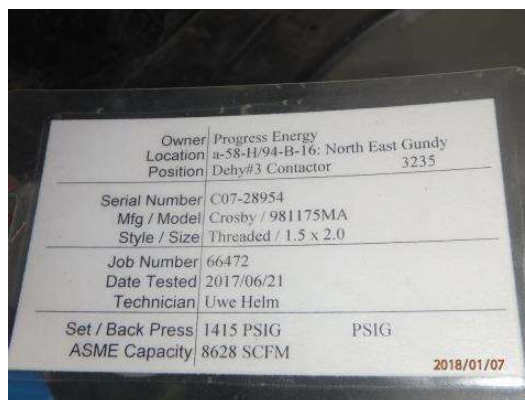 Owner Progress Energy
Location a-58-H/94-B-16: North East Gundy
Position Dehy#3 Contactor 3235
Serial Number C07-28954
Mfg / Model Crosby / 981175MA
Style / Size Threaded / 1.5 x 2.0
Job Number 66472
Date Tested 2017/06/21
Technician Uwe Helm
Set / Back Press 1415 PSIG PSIG
ASME Capacity 8628 SCFM
2018/01/07